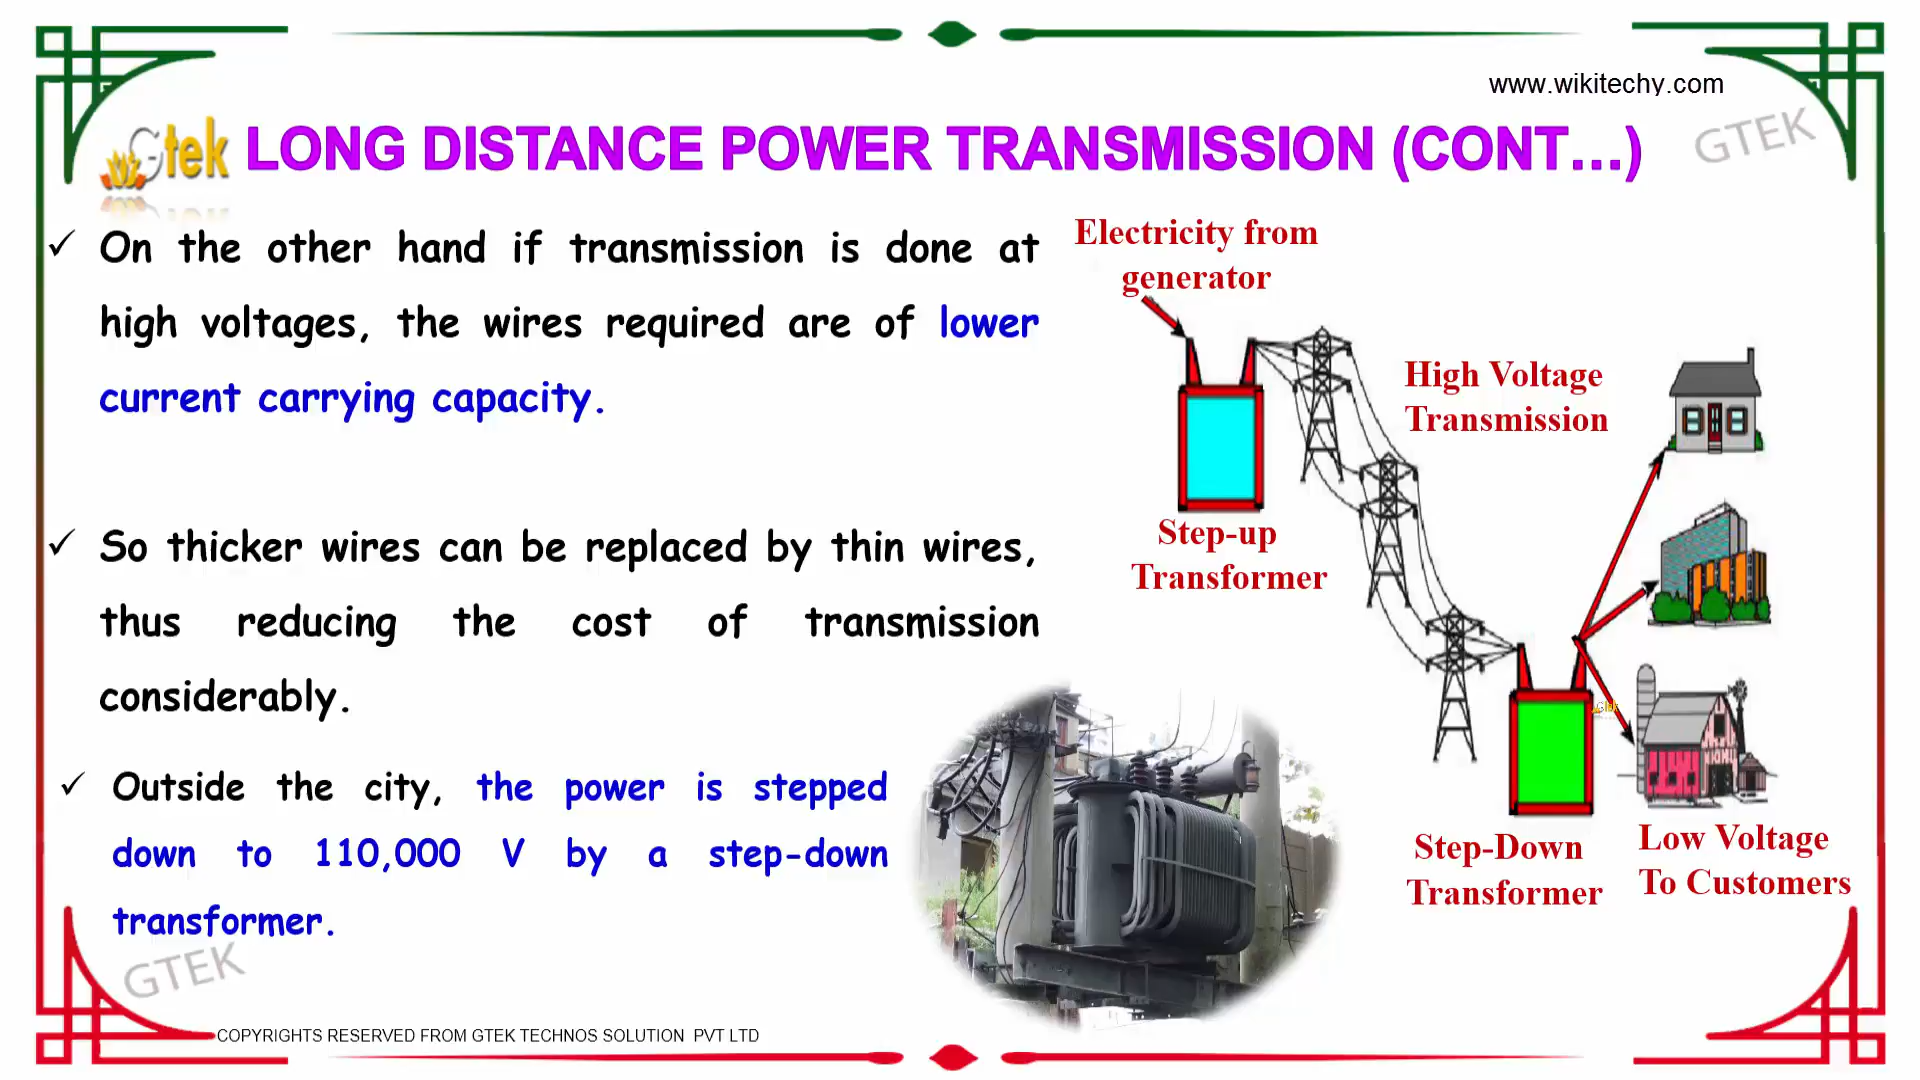 www.wikitechy.com
Gtek LONG DISTANCE POWER TRANSMISSION (CONT...)
GTEK
✓ On the other hand if transmission is done at
high voltages, the wires required are of lower
current carrying capacity.
✓ So thicker wires can be replaced by thin wires,
thus reducing the cost of transmission
considerably.
✓ Outside the city, the power is stepped
down to 110,000 V by a step-down
transformer.
Electricity from
generator
High Voltage
Transmission
Step-up
Transformer
Gtek
Step-Down
Transformer
Low Voltage
To Customers
GTEK
COPYRIGHTS RESERVED FROM GTEK TECHNOS SOLUTION PVT LTD